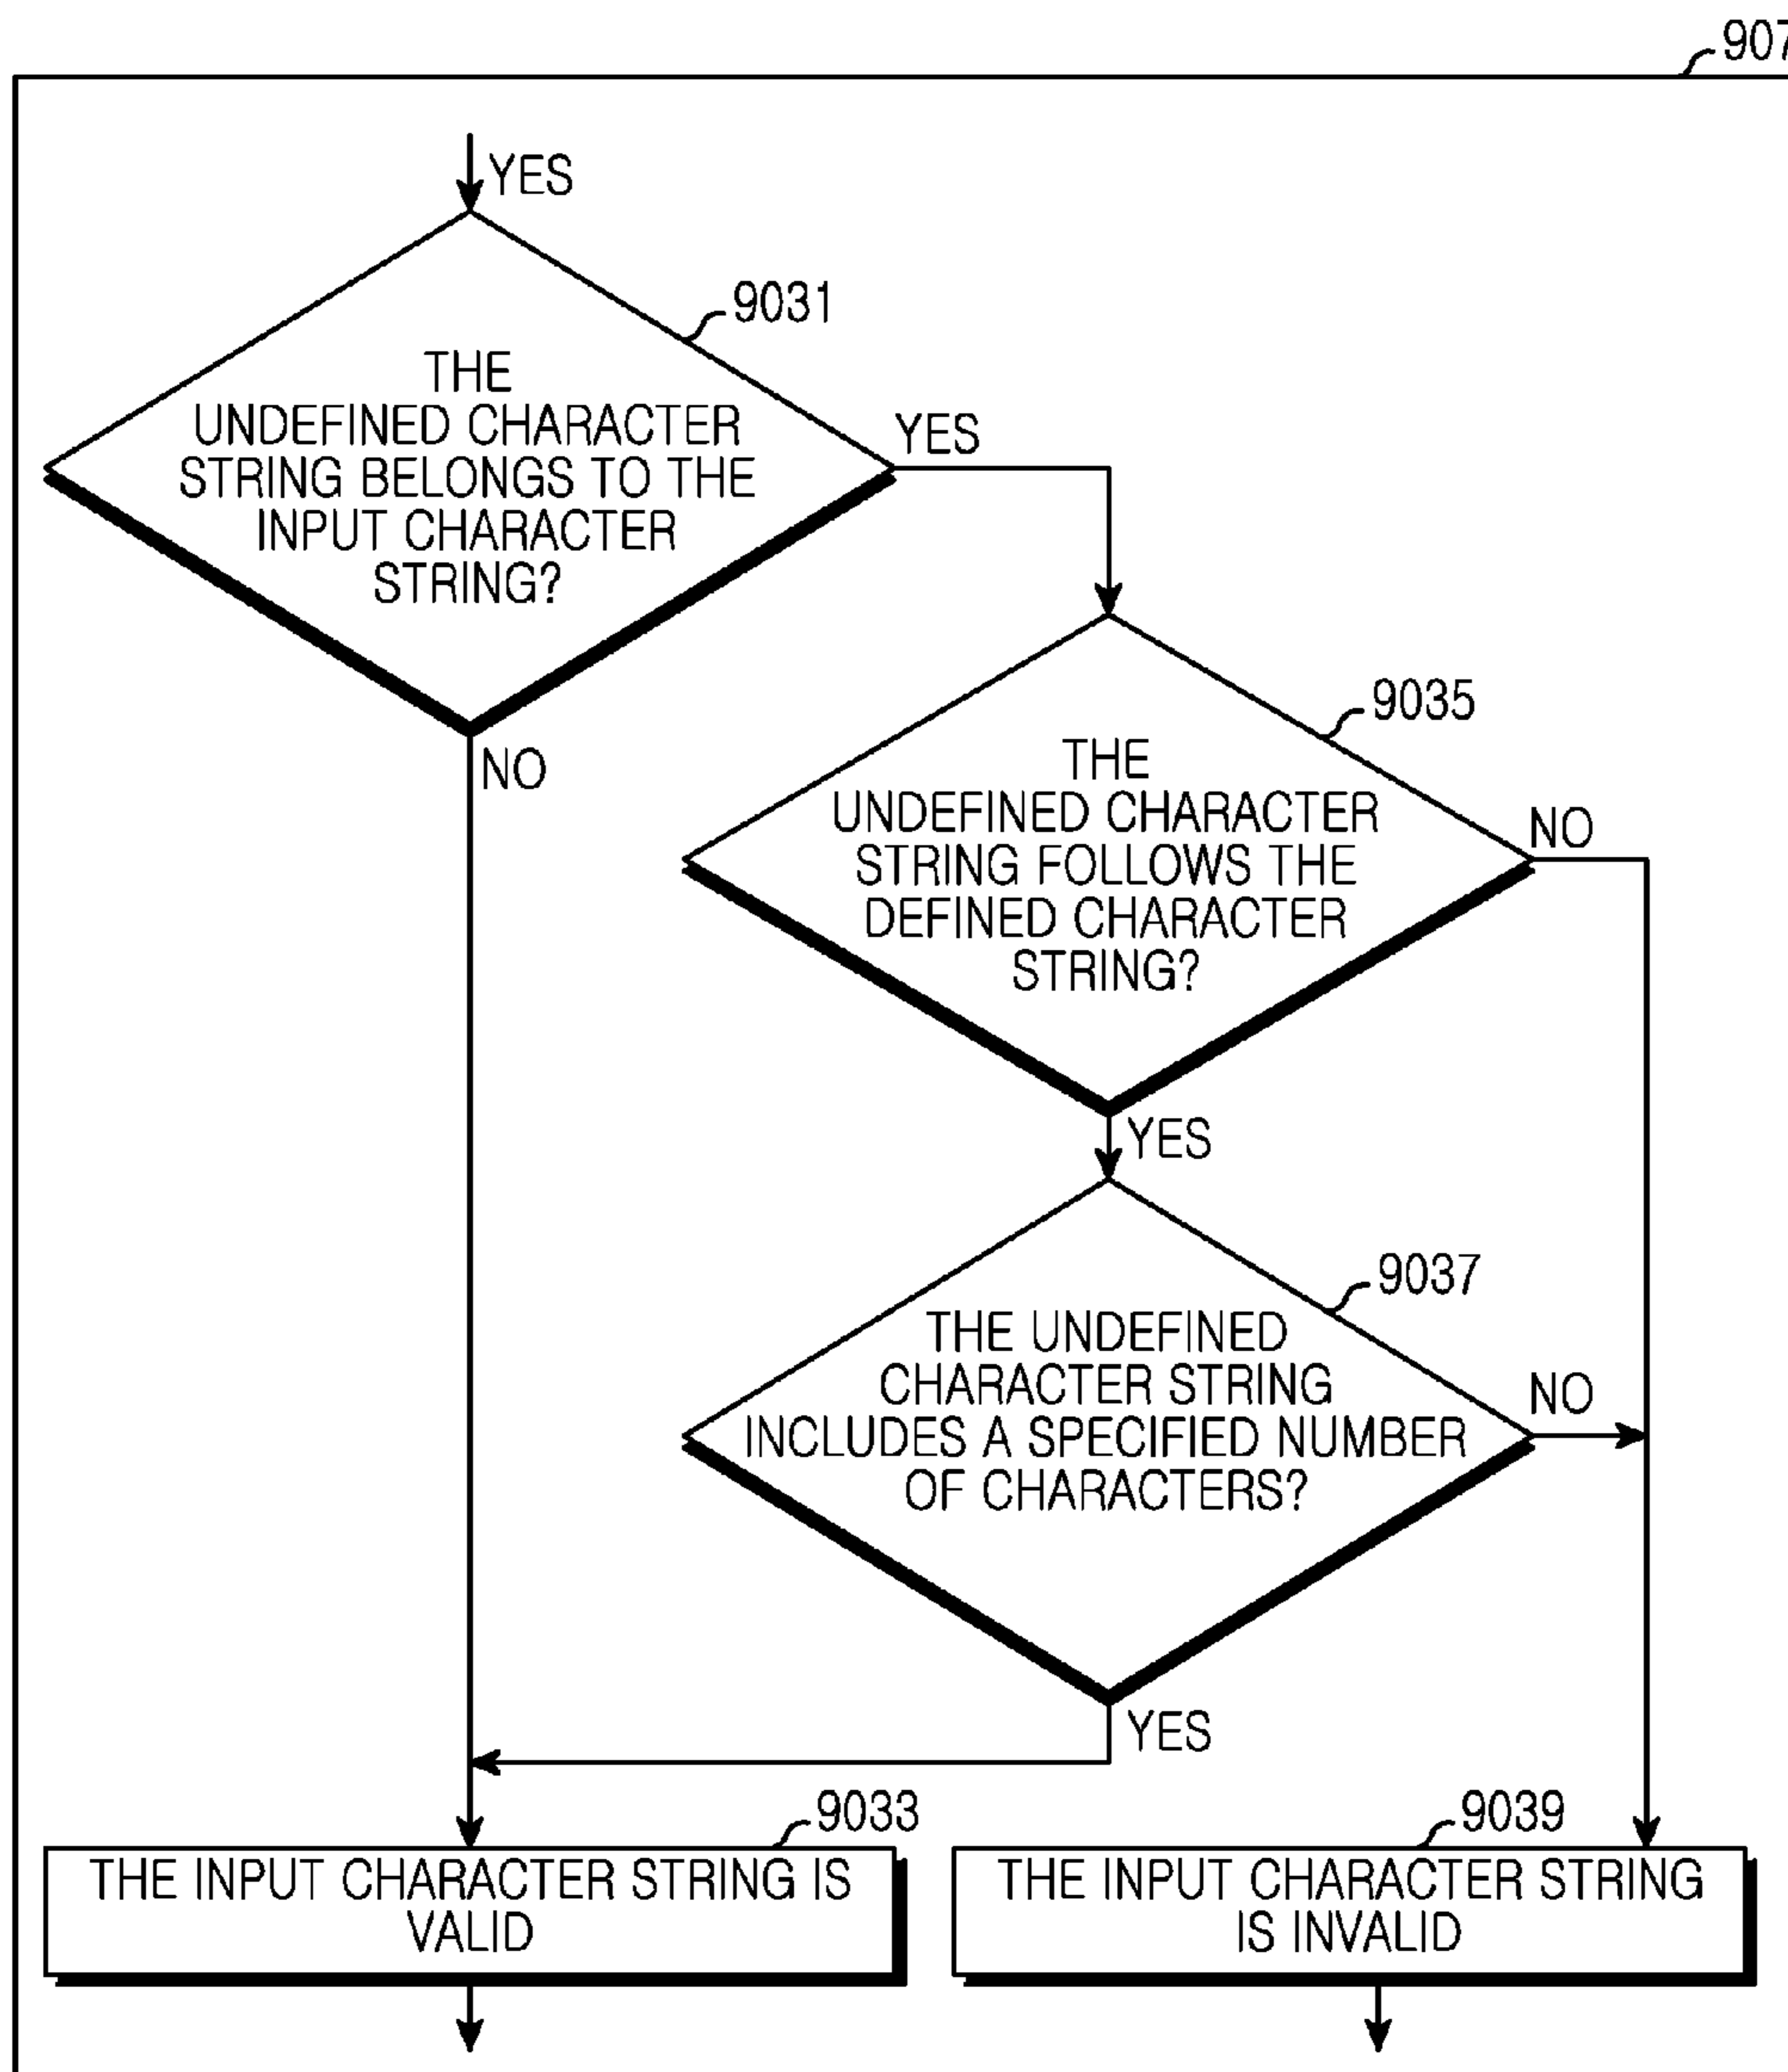 907
YES
9031
THE
UNDEFINED CHARACTER
STRING BELONGS TO THE
INPUT CHARACTER
STRING?
YES
NO
9035
THE
UNDEFINED CHARACTER
STRING FOLLOWS THE
DEFINED CHARACTER
STRING?
NO
YES
9037
THE UNDEFINED
CHARACTER STRING
INCLUDES A SPECIFIED NUMBER
OF CHARACTERS?
NO
YES
9033
THE INPUT CHARACTER STRING IS
VALID
9039
THE INPUT CHARACTER STRING
IS INVALID